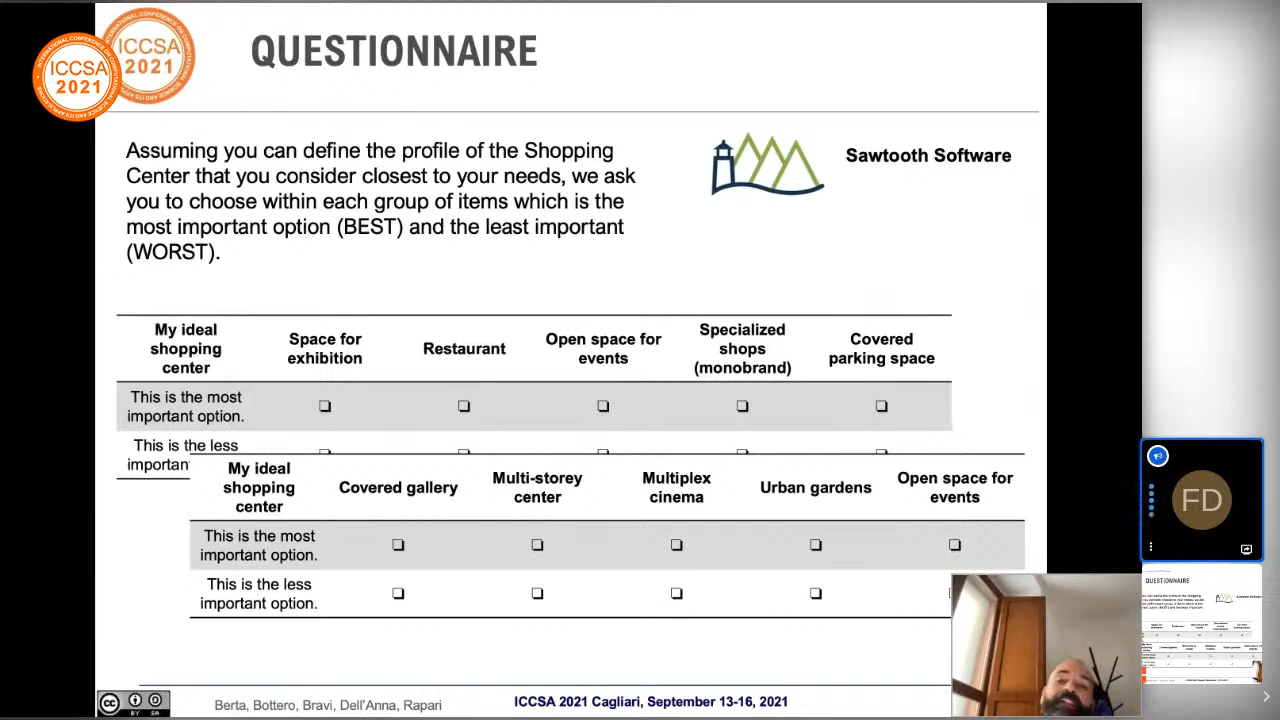 QUESTIONNAIRE
ICCSA
2021
ICCSA
2021
Assuming you can define the profile of the Shopping
Center that you consider closest to your needs, we ask
you to choose within each group of items which is the
most important option (BEST) and the least important
(WORST).
Sawtooth Software
My ideal
shopping
center
Space for
exhibition
Restaurant
Open space for
events
Specialized
shops
(monobrand)
Covered
parking space
This is the most
important option.
This is the less
importan
My ideal
shopping
center
Covered gallery
Multi-storey
center
Multiplex
cinema
Urban gardens
Open space for
events
This is the most
important option.
This is the less
important option.
FD
QUESTIONNAIRE
cc
BY SA
Berta, Bottero, Bravi, Dell'Anna, Rapari
ICCSA 2021 Cagliari, September 13-16, 2021